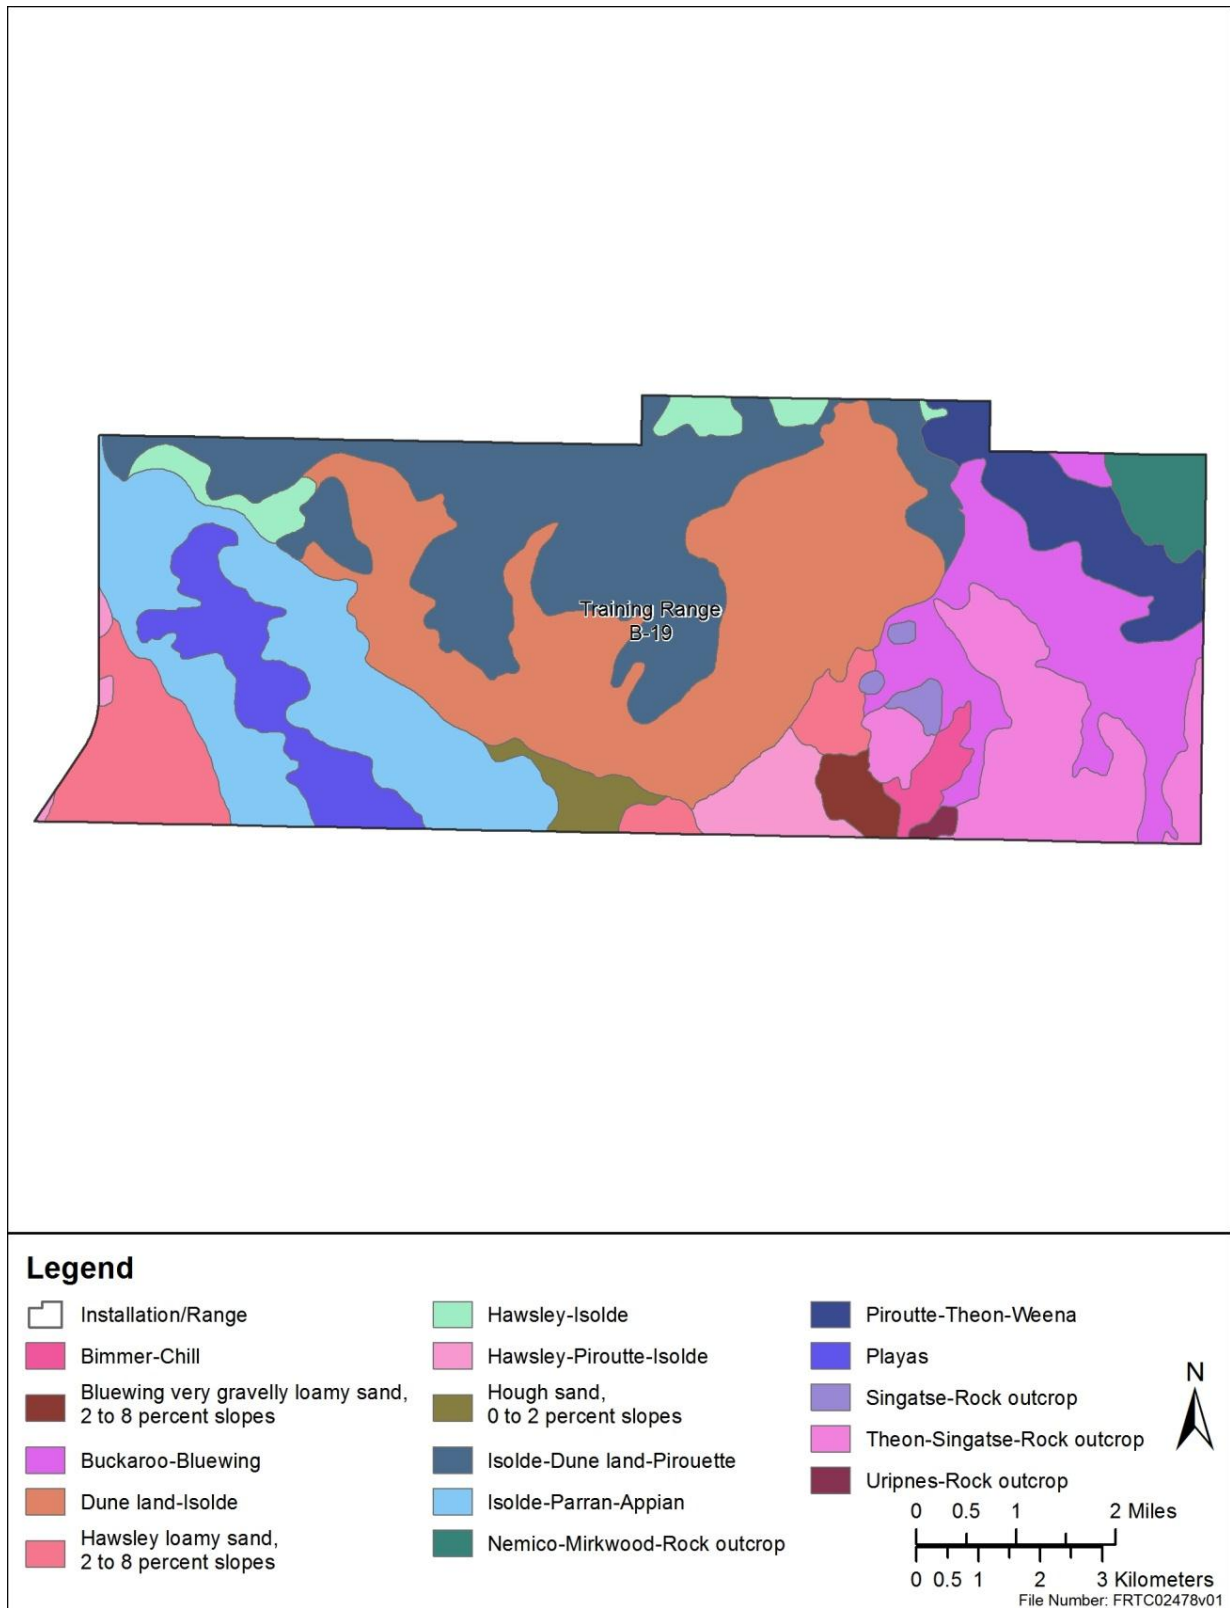 Training Range
B-19
Legend
Installation/Range
Bimmer-Chill
Bluewing very gravelly loamy sand,
2 to 8 percent slopes
Buckaroo-Bluewing
Dune land-Isolde
Hawsley loamy sand,
2 to 8 percent slopes
Hawsley-Isolde
Hawsley-Piroutte-Isolde
Hough sand,
0 to 2 percent slopes
Isolde-Dune land-Pirouette
Isolde-Parran-Appian
Nemico-Mirkwood-Rock outcrop
Piroutte-Theon-Weena
Playas
Singatse-Rock outcrop
Theon-Singatse-Rock outcrop
Uripnes-Rock outcrop
N
0 0.5 1 2 Miles
0 0.5 1 2 3 Kilometers
File Number: FRTC02478v01